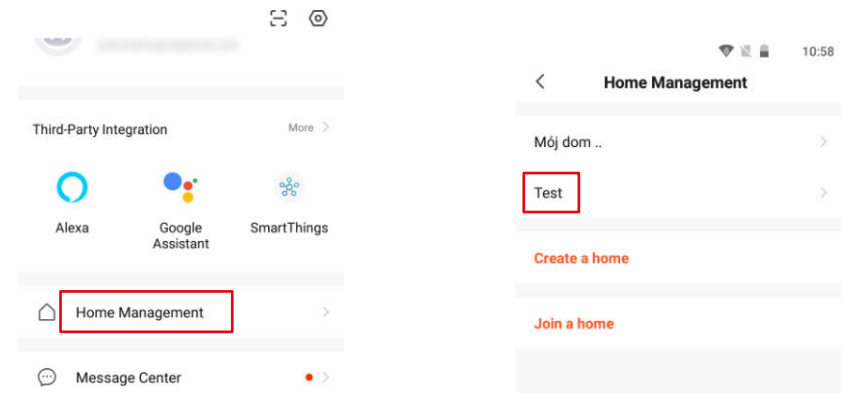 Third-Party Integration More
Alexa
Google
Assistant
SmartThings
Home Management
Message Center
10:58
Home Management
Mój dom ..
Test
Create a home
Join a home